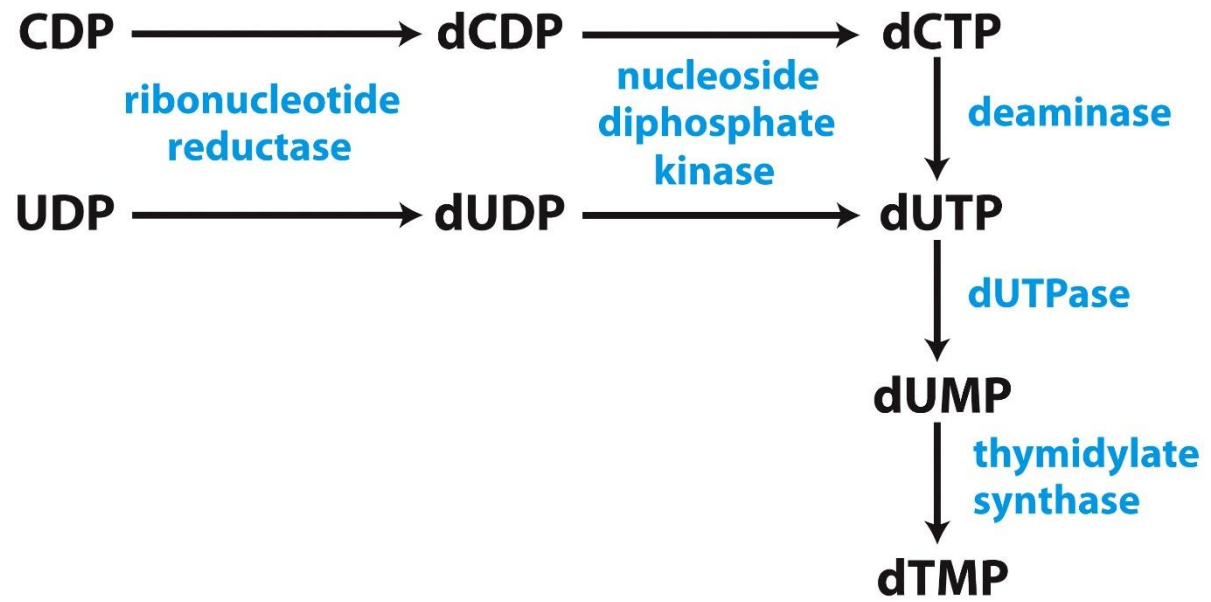 CDP dCDP dCTP
ribonucleotide
reductase
nucleoside
diphosphate
kinase
deaminase
UDP dUDP dUTP
dUTPase
dUMP
thymidylate
synthase
dTMP